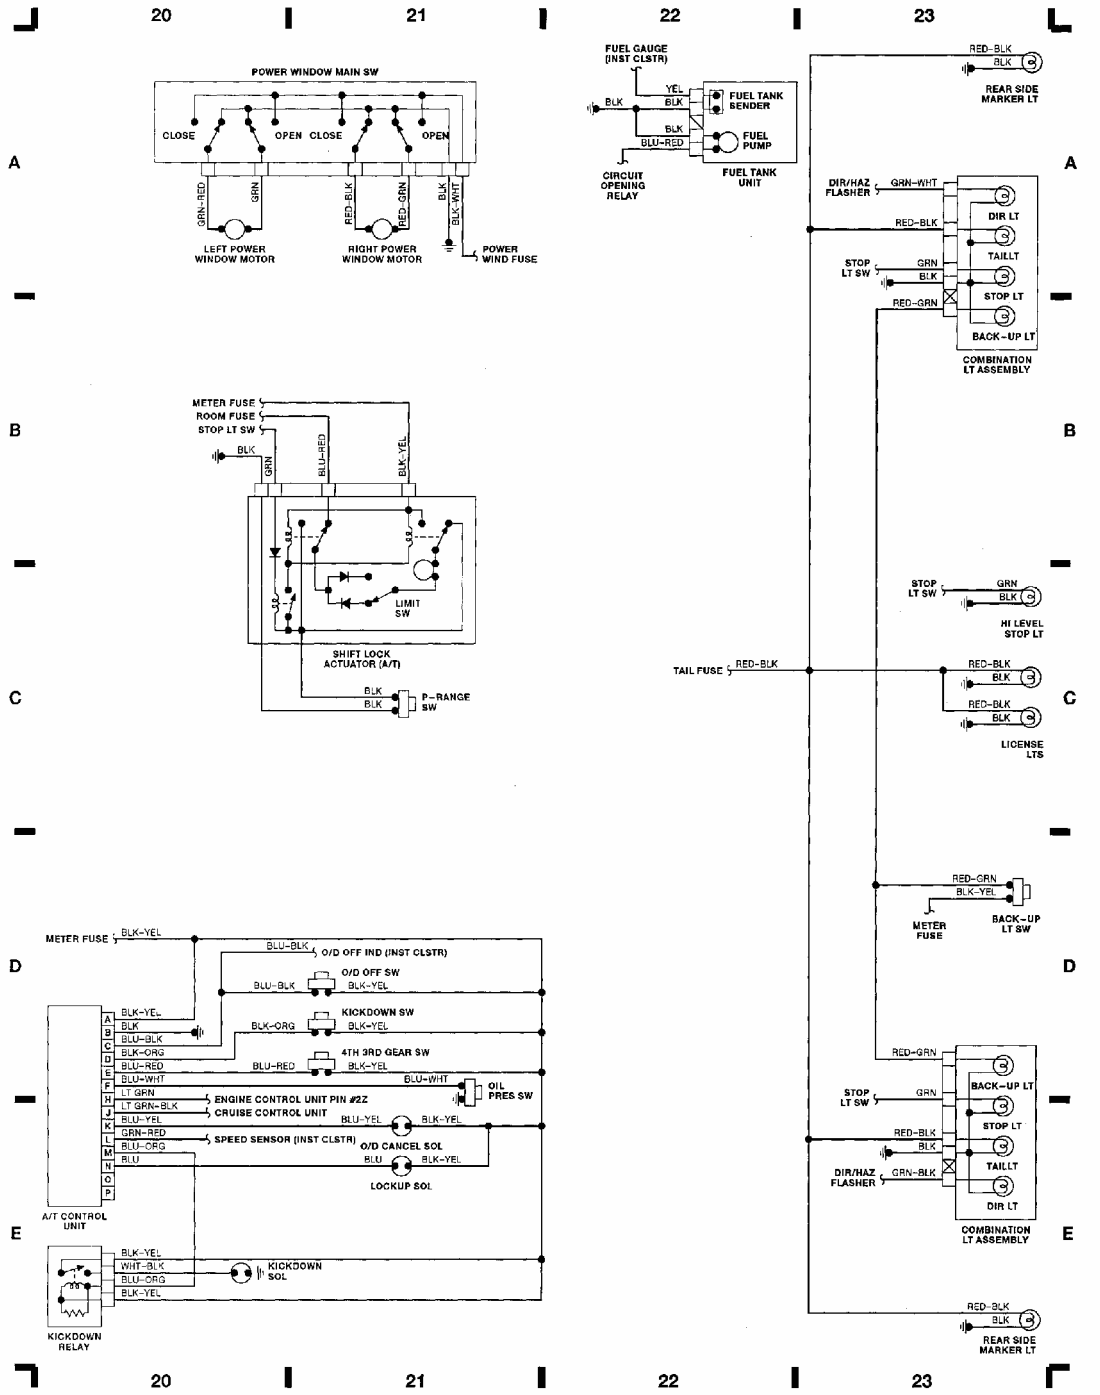 20 21 22 23
POWER WINDOW MAIN SW
CLOSE OPEN CLOSE OPEN
GRN-RED
GRN
RED-BLK
RED-GRN
BLK
BLK-WHT
LEFT POWER
WINDOW MOTOR
RIGHT POWER
WINDOW MOTOR
POWER
WIND FUSE
FUEL GAUGE
(INST CLSTR)
YEL
BLK
BLK
BLK
BLU-RED
FUEL TANK
SENDER
FUEL
PUMP
CIRCUIT
OPENING
RELAY
FUEL TANK
UNIT
RED-BLK
BLK
REAR SIDE
MARKER LT
A
A
DIR/HAZ
FLASHER
GRN-WHT
RED-BLK
STOP
LT SW
GRN
BLK
RED-GRN
DIR LT
TAILLT
STOP LT
BACK-UP LT
COMBINATION
LT ASSEMBLY
B
B
METER FUSE
ROOM FUSE
STOP LT SW
BLK
GRN
BLU-RED
BLK-YEL
LIMIT
SW
SHIFT LOCK
ACTUATOR (A/T)
BLK
BLK
P-RANGE
SW
STOP
LT SW
GRN
BLK
HI LEVEL
STOP LT
TAIL FUSE
RED-BLK
RED-BLK
BLK
RED-BLK
BLK
LICENSE
LTS
C
C
RED-GRN
BLK-YEL
METER
FUSE
BACK-UP
LT SW
D
D
METER FUSE
BLK-YEL
BLU-BLK
O/D OFF IND (INST CLSTR)
O/D OFF SW
BLU-BLK
BLK-YEL
KICKDOWN SW
BLK-ORG
BLK-YEL
4TH 3RD GEAR SW
BLU-RED
BLK-YEL
BLU-WHT
OIL
PRES SW
A BLK-YEL
B BLK
C BLU-BLK
D BLK-ORG
E BLU-RED
F BLU-WHT
H LT GRN
J LT GRN-BLK
K BLU-YEL
L GRN-RED
M BLU-ORG
N BLU
O
P
ENGINE CONTROL UNIT PIN #2Z
CRUISE CONTROL UNIT
BLU-YEL
BLK-YEL
SPEED SENSOR (INST CLSTR)
O/D CANCEL SOL
BLU
BLK-YEL
LOCKUP SOL
A/T CONTROL
UNIT
BLK-YEL
WHT-BLK
BLU-ORG
BLK-YEL
KICKDOWN
SOL
KICKDOWN
RELAY
RED-GRN
STOP
LT SW
GRN
RED-BLK
BLK
DIR/HAZ
FLASHER
GRN-BLK
BACK-UP LT
STOP LT
TAILLT
DIR LT
COMBINATION
LT ASSEMBLY
E
E
RED-BLK
BLK
REAR SIDE
MARKER LT
20 21 22 23